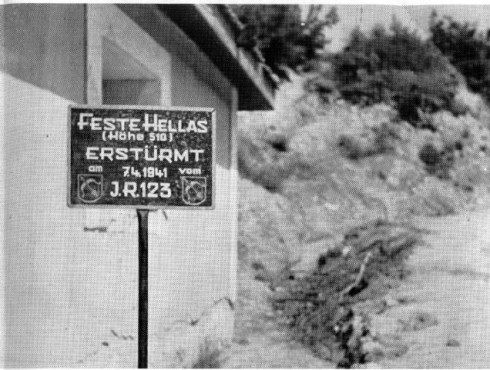 FESTE HELLAS
(Höhe 510)
ERSTÜRMT
am 7.4.1941 vom
J.R.123